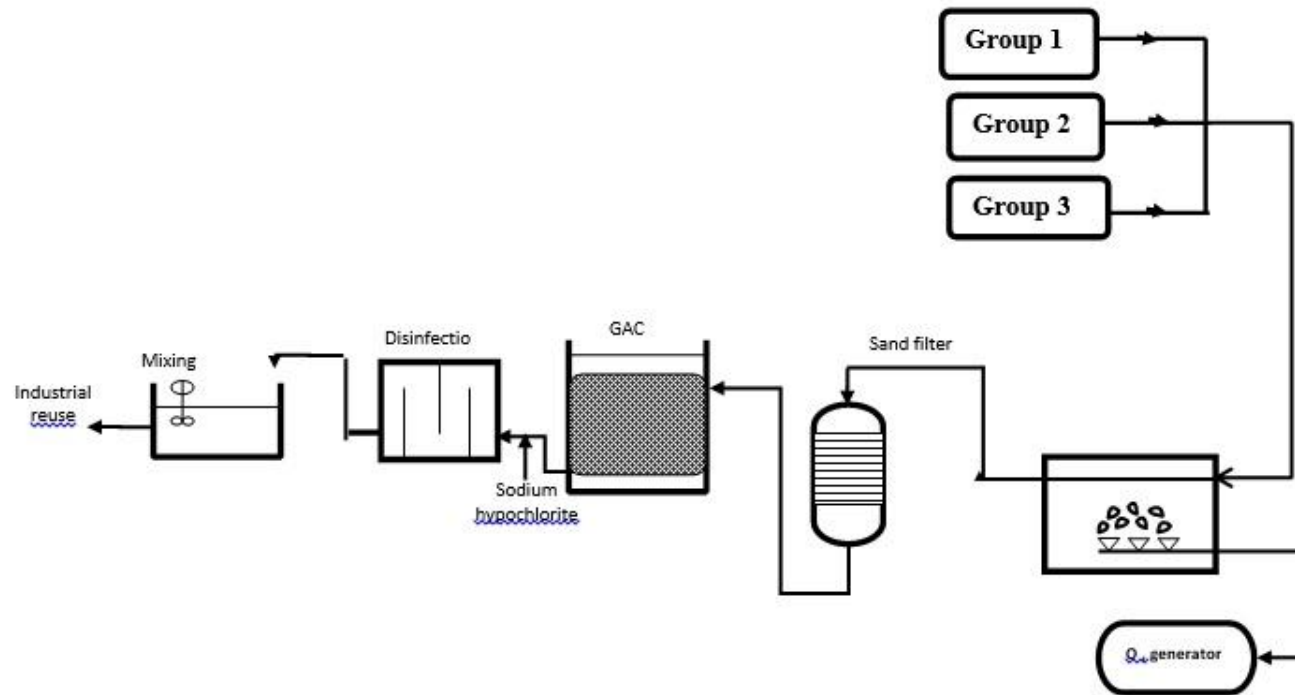 Group 1
Group 2
Group 3
GAC
Sand filter
Disinfectio
Mixing
Industrial
reuse
Sodium
hypochlorite
generator